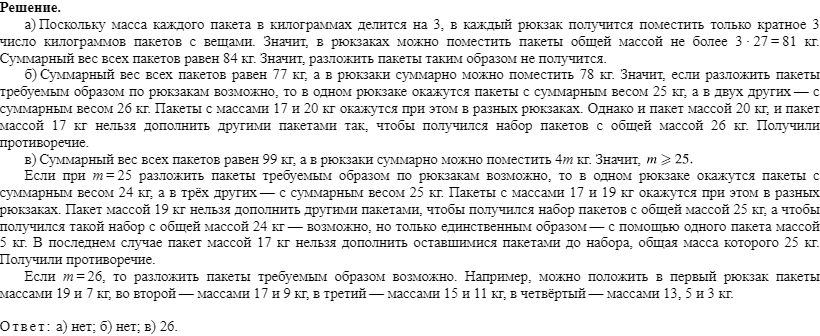 Решение.
а) Поскольку масса каждого пакета в килограммах делится на 3, в каждый рюкзак получится поместить только кратное 3
число килограммов пакетов с вещами. Значит, в рюкзаках можно поместить пакеты общей массой не более 3 · 27 = 81 кг.
Суммарный вес всех пакетов равен 84 кг. Значит, разложить пакеты таким образом не получится.
б) Суммарный вес всех пакетов равен 77 кг, а в рюкзаки суммарно можно поместить 78 кг. Значит, если разложить пакеты
требуемым образом по рюкзакам возможно, то в одном рюкзаке окажутся пакеты с суммарным весом 25 кг, а в двух других — с
суммарным весом 26 кг. Пакеты с массами 17 и 20 кг окажутся при этом в разных рюкзаках. Однако и пакет массой 20 кг, и пакет
массой 17 кг нельзя дополнить другими пакетами так, чтобы получился набор пакетов с общей массой 26 кг. Получили
противоречие.
в) Суммарный вес всех пакетов равен 99 кг, а в рюкзаки суммарно можно поместить 4m кг. Значит, m ⩾ 25.
Если при m = 25 разложить пакеты требуемым образом по рюкзакам возможно, то в одном рюкзаке окажутся пакеты с
суммарным весом 24 кг, а в трёх других — с суммарным весом 25 кг. Пакеты с массами 17 и 19 кг окажутся при этом в разных
рюкзаках. Пакет массой 19 кг нельзя дополнить другими пакетами, чтобы получился набор пакетов с общей массой 25 кг, а чтобы
получился такой набор с общей массой 24 кг — возможно, но только единственным образом — с помощью одного пакета массой
5 кг. В последнем случае пакет массой 17 кг нельзя дополнить оставшимися пакетами до набора, общая масса которого 25 кг.
Получили противоречие.
Если m = 26, то разложить пакеты требуемым образом возможно. Например, можно положить в первый рюкзак пакеты
массами 19 и 7 кг, во второй — массами 17 и 9 кг, в третий — массами 15 и 11 кг, в четвёртый — массами 13, 5 и 3 кг.
Ответ: а) нет; б) нет; в) 26.